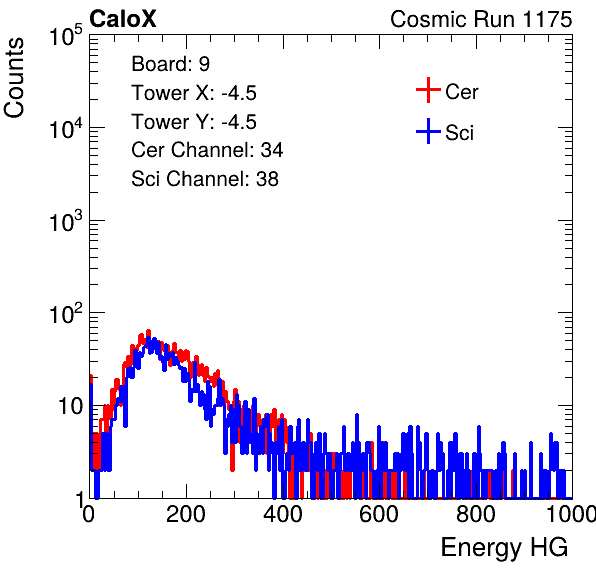 CaloX Cosmic Run 1175
Counts
Board: 9
Tower X: -4.5
Tower Y: -4.5
Cer Channel: 34
Sci Channel: 38
Cer
Sci
10^5
10^4
10^3
10^2
10
1
0 200 400 600 800 1000
Energy HG